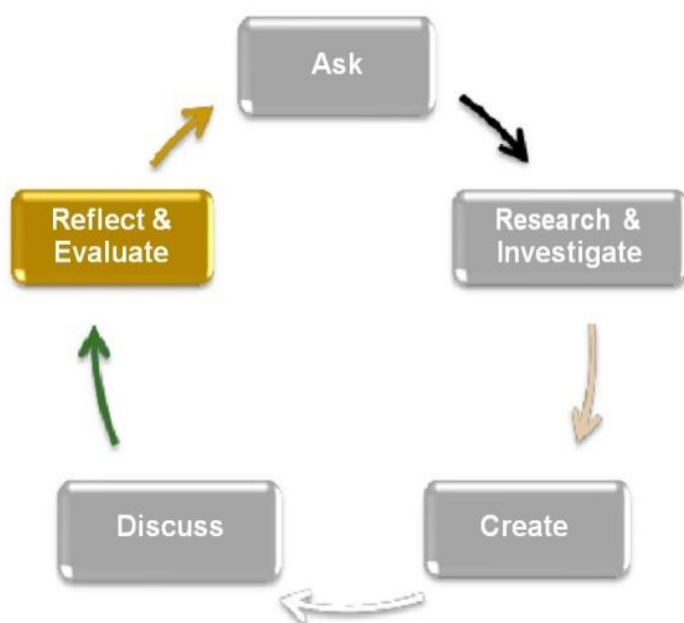 Ask
Research &
Investigate
Create
Discuss
Reflect &
Evaluate